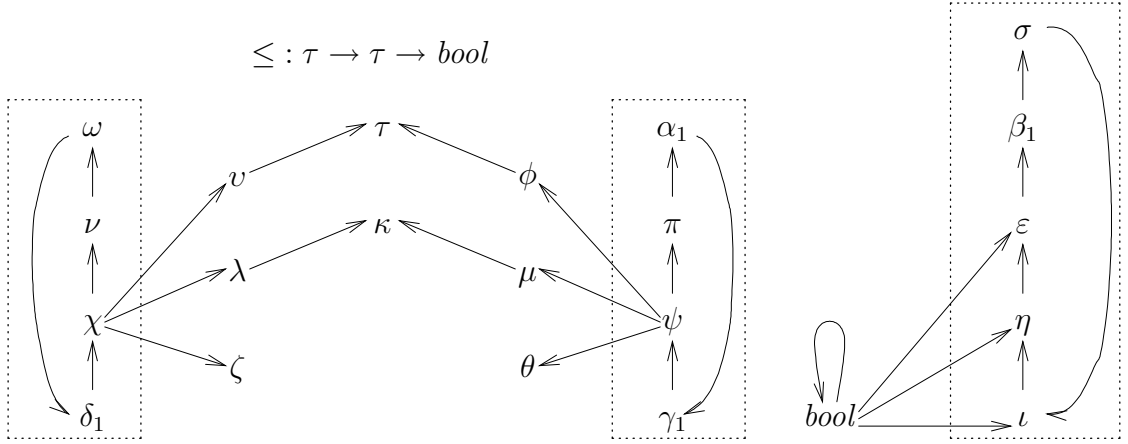 σ
≤ : τ → τ → bool
ω τ α₁ β₁
υ φ
ν κ π ε
λ μ
χ ψ η
ζ θ
δ₁ γ₁ bool ι